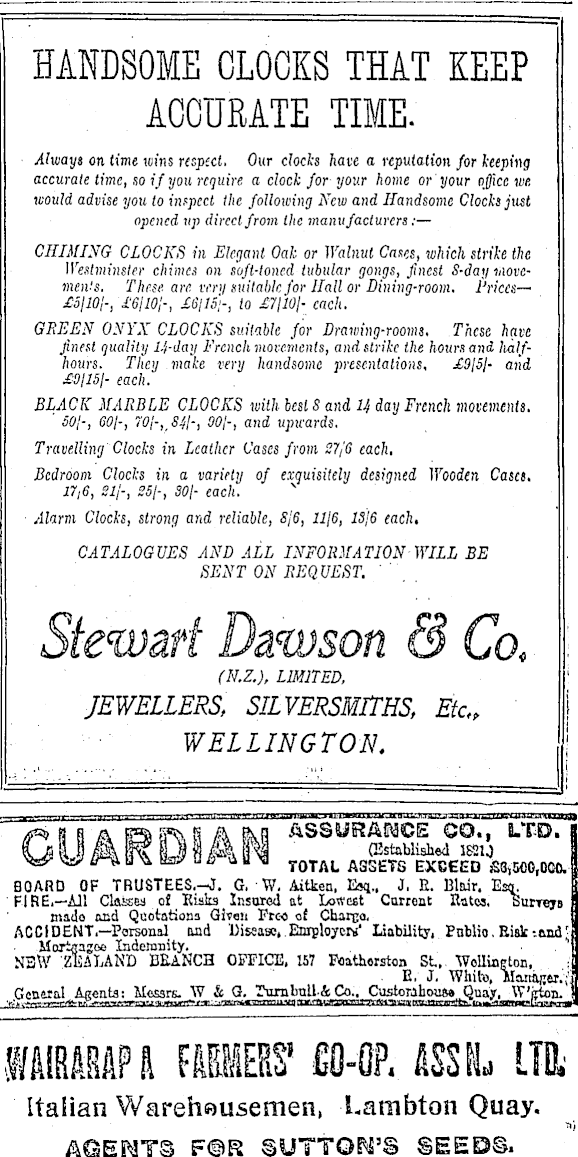 HANDSOME CLOCKS THAT KEEP
ACCURATE TIME.
Always on time wins respect. Our clocks have a reputation for keeping
accurate time, so if you require a clock for your home or your office we
would advise you to inspect the following New and Handsome Clocks just
opened up direct from the manufacturers :—
CHIMING CLOCKS in Elegant Oak or Walnut Cases, which strike the
Westminster chimes on soft-toned tubular gongs, finest 8-day move-
ments. These are very suitable for Hall or Dining-room. Prices—
£5/10/-, £6/10/-, £6/15/-, to £7/10/- each.
GREEN ONYX CLOCKS suitable for Drawing-rooms. These have
finest quality 14-day French movements, and strike the hours and half-
hours. They make very handsome presentations. £9/5/- and
£9/15/- each.
BLACK MARBLE CLOCKS with best 8 and 14 day French movements.
50/-, 60/-, 70/-, 84/-, 90/-, and upwards.
Travelling Clocks in Leather Cases from 27/6 each.
Bedroom Clocks in a variety of exquisitely designed Wooden Cases.
17/6, 21/-, 25/-, 30/- each.
Alarm Clocks, strong and reliable, 8/6, 11/6, 13/6 each.
CATALOGUES AND ALL INFORMATION WILL BE
SENT ON REQUEST.
Stewart Dawson & Co.
(N.Z.), LIMITED,
JEWELLERS, SILVERSMITHS, Etc.,
WELLINGTON.
GUARDIAN ASSURANCE CO., LTD.
(Established 1821.)
TOTAL ASSETS EXCEED £6,500,000.
BOARD OF TRUSTEES.—J. G. W. Aitken, Esq., J. R. Blair, Esq.
FIRE.—All Classes of Risks Insured at Lowest Current Rates. Surveys
made and Quotations Given Free of Charge.
ACCIDENT.—Personal and Disease, Employers' Liability, Public Risk and
Mortgagee Indemnity.
NEW ZEALAND BRANCH OFFICE, 157 Featherston St., Wellington,
R. J. White, Manager.
General Agents: Messrs. W & G. Turnbull & Co., Customhouse Quay, W'gton.
WAIRARAPA FARMERS' CO-OP. ASSN., LTD.
Italian Warehousemen, Lambton Quay.
AGENTS FOR SUTTON'S SEEDS.